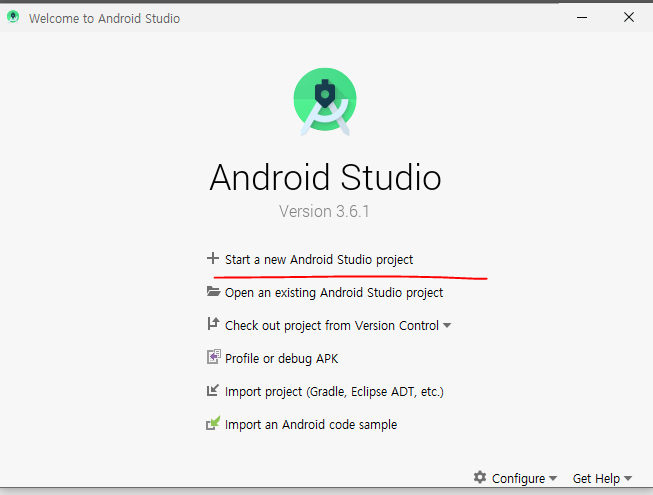 Welcome to Android Studio
Android Studio
Version 3.6.1
Start a new Android Studio project
Open an existing Android Studio project
Check out project from Version Control
Profile or debug APK
Import project (Gradle, Eclipse ADT, etc.)
Import an Android code sample
Configure Get Help